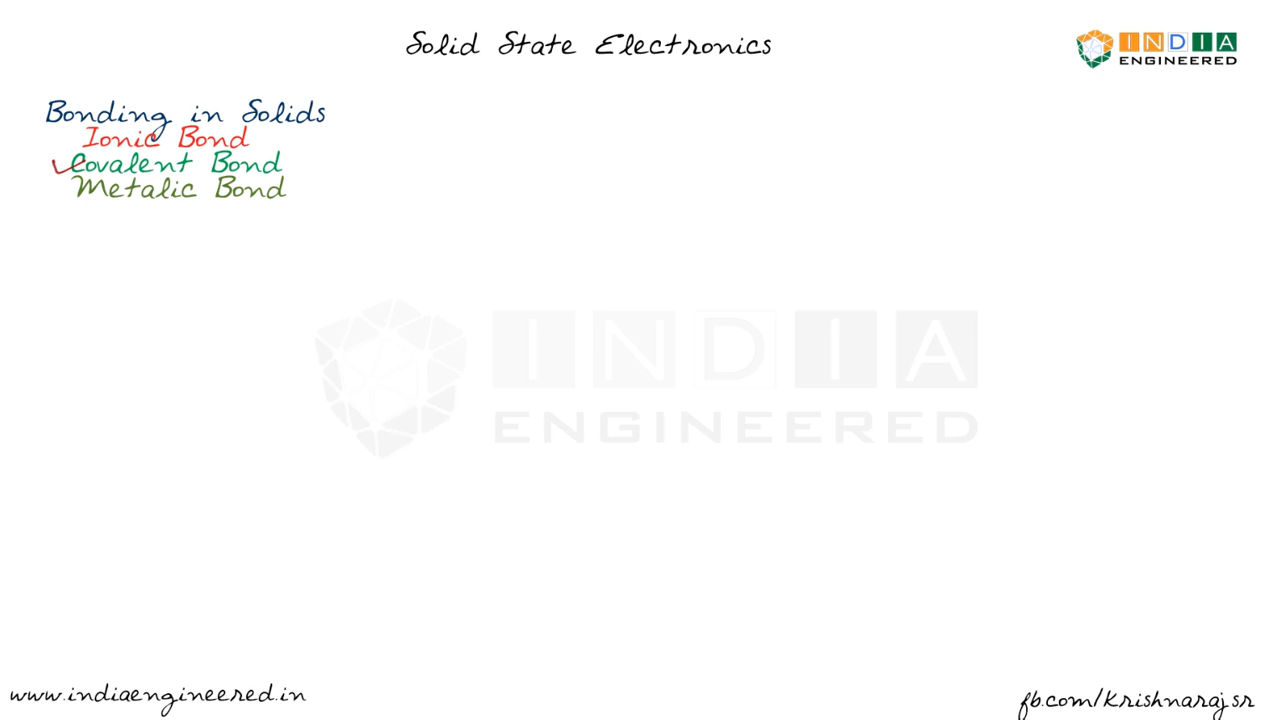 Solid State Electronics
INDIA
ENGINEERED
Bonding in Solids
Ionic Bond
Covalent Bond
Metalic Bond
INDIA
ENGINEERED
www.indiaengineered.in
fb.com/krishnaraj.sr